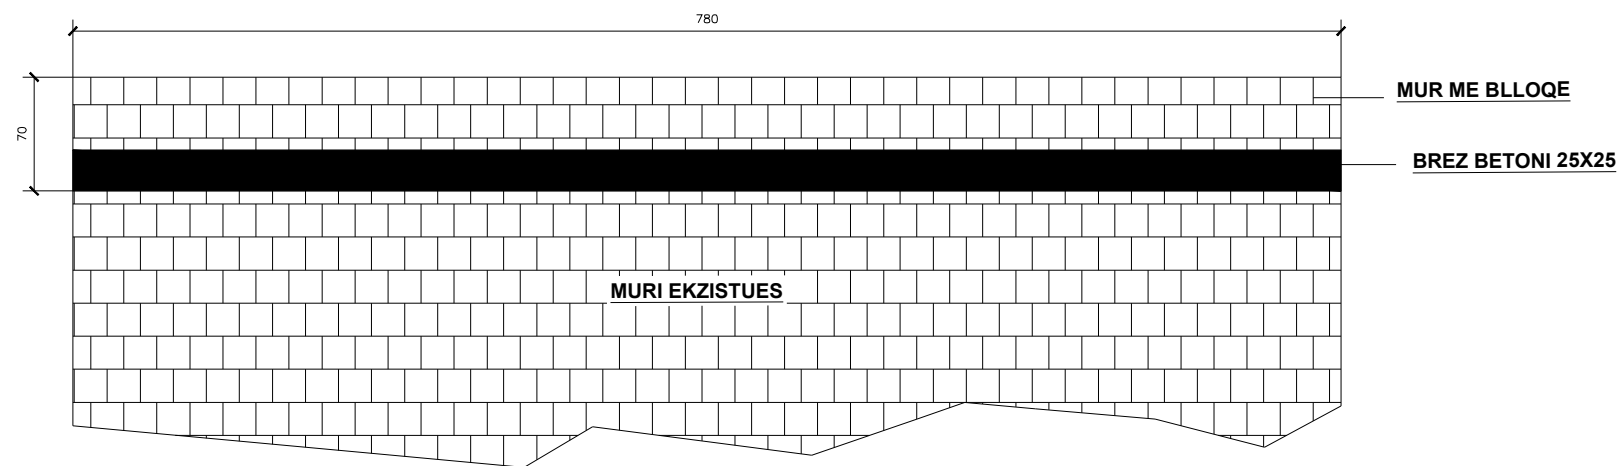 780
70
MUR ME BLLOQE
BREZ BETONI 25X25
MURI EKZISTUES